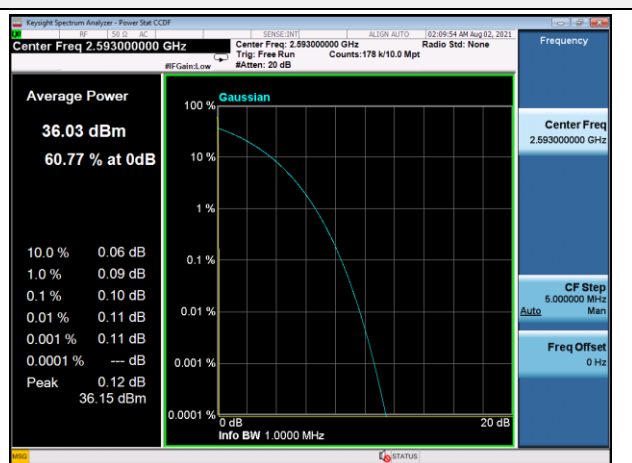 Keysight Spectrum Analyzer - Power Stat CCDF
RF 50 Ω AC SENSE:INT ALIGN AUTO 02:09:54 AM Aug 02, 2021
Center Freq 2.593000000 GHz
Center Freq: 2.593000000 GHz Radio Std: None
Trig: Free Run Counts:178 k/10.0 Mpt
#IFGain:Low #Atten: 20 dB
Frequency
Average Power
36.03 dBm
60.77 % at 0dB
10.0 % 0.06 dB
1.0 % 0.09 dB
0.1 % 0.10 dB
0.01 % 0.11 dB
0.001 % 0.11 dB
0.0001 % --- dB
Peak 0.12 dB
36.15 dBm
Gaussian
100 %
10 %
1 %
0.1 %
0.01 %
0.001 %
0.0001 %
0 dB 20 dB
Info BW 1.0000 MHz
Center Freq
2.593000000 GHz
CF Step
5.000000 MHz
Auto Man
Freq Offset
0 Hz
MSG STATUS